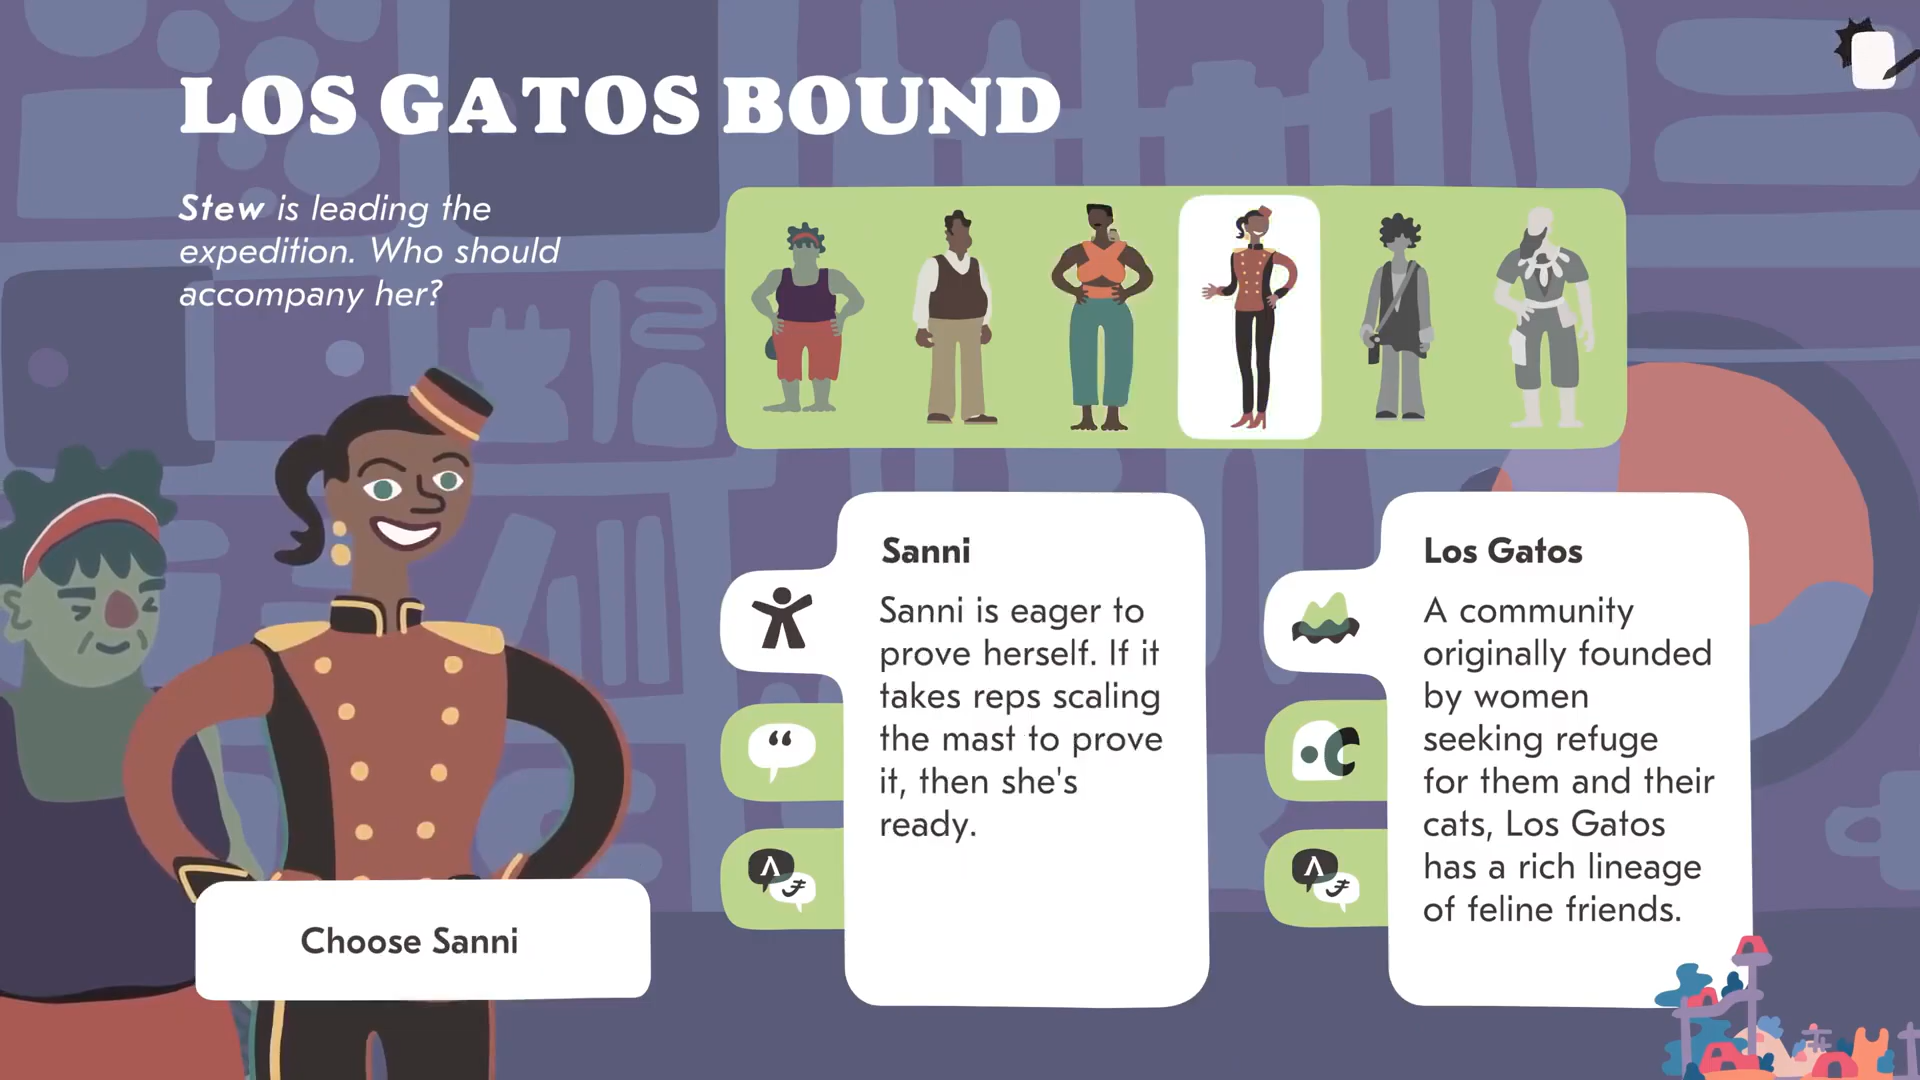 LOS GATOS BOUND
Stew is leading the
expedition. Who should
accompany her?
Sanni
Sanni is eager to
prove herself. If it
takes reps scaling
the mast to prove
it, then she's
ready.
Los Gatos
A community
originally founded
by women
seeking refuge
for them and their
cats, Los Gatos
has a rich lineage
of feline friends.
Choose Sanni